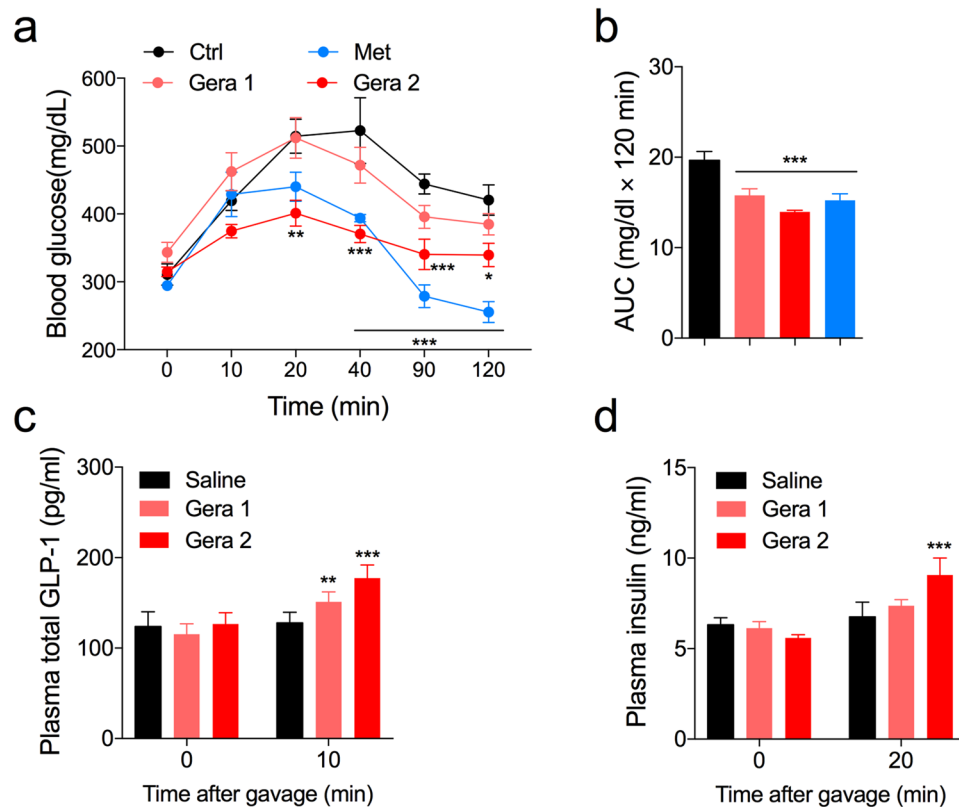 a
Ctrl
Met
Gera 1
Gera 2
Blood glucose(mg/dL)
600
500
400
300
200
**
***
***
*
***
0 10 20 40 90 120
Time (min)
b
AUC (mg/dl × 120 min)
30
20
10
0
***
c
Plasma total GLP-1 (pg/ml)
300
200
100
0
Saline
Gera 1
Gera 2
**
***
0 10
Time after gavage (min)
d
Plasma insulin (ng/ml)
15
10
5
0
Saline
Gera 1
Gera 2
***
0 20
Time after gavage (min)